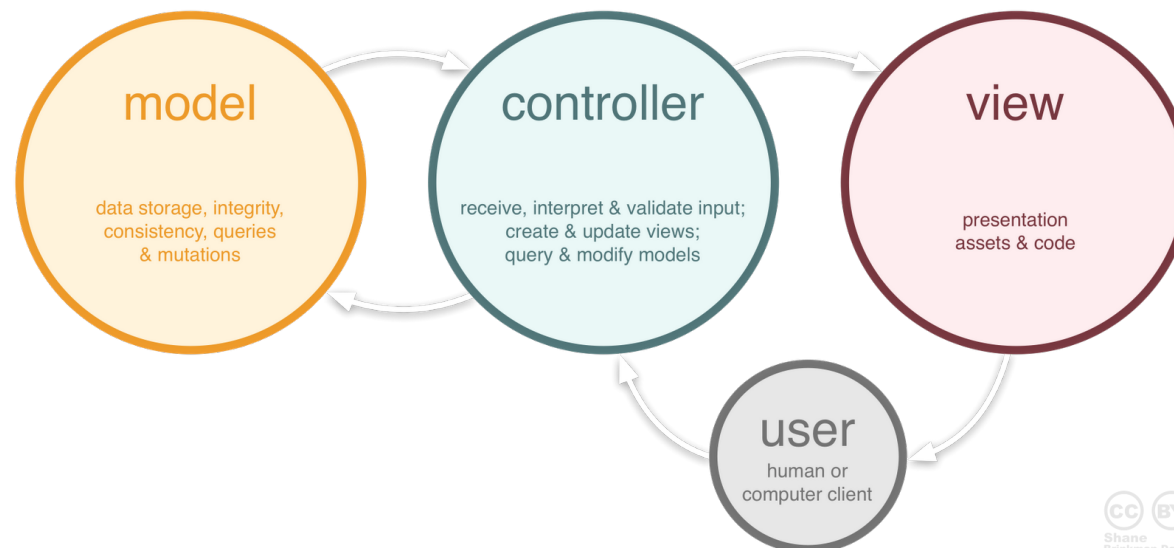 model
data storage, integrity,
consistency, queries
& mutations
controller
receive, interpret & validate input;
create & update views;
query & modify models
view
presentation
assets & code
user
human or
computer client
CC BY
Shane